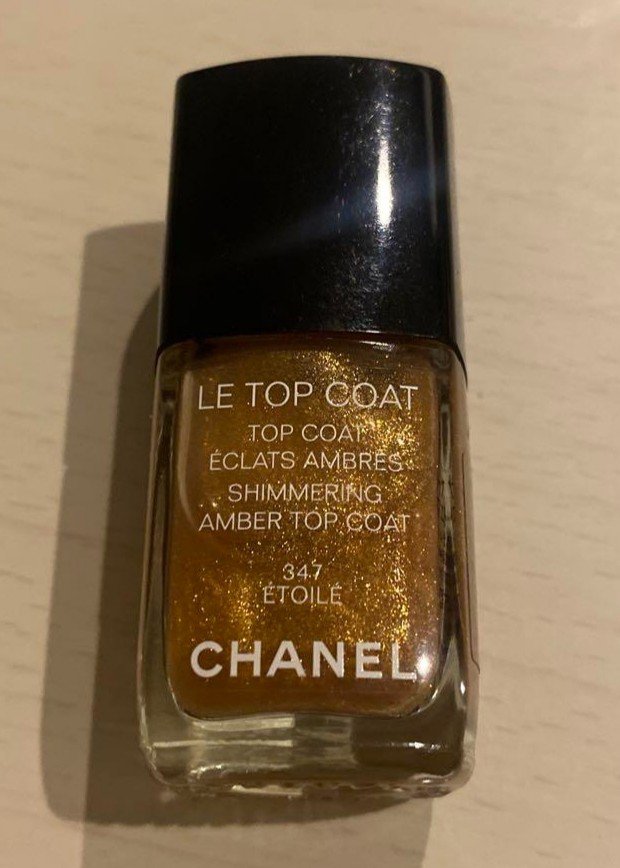 LE TOP COAT
TOP COAT
ÉCLATS AMBRÉS
SHIMMERING
AMBER TOP COAT
347
ÉTOILÉ
CHANEL